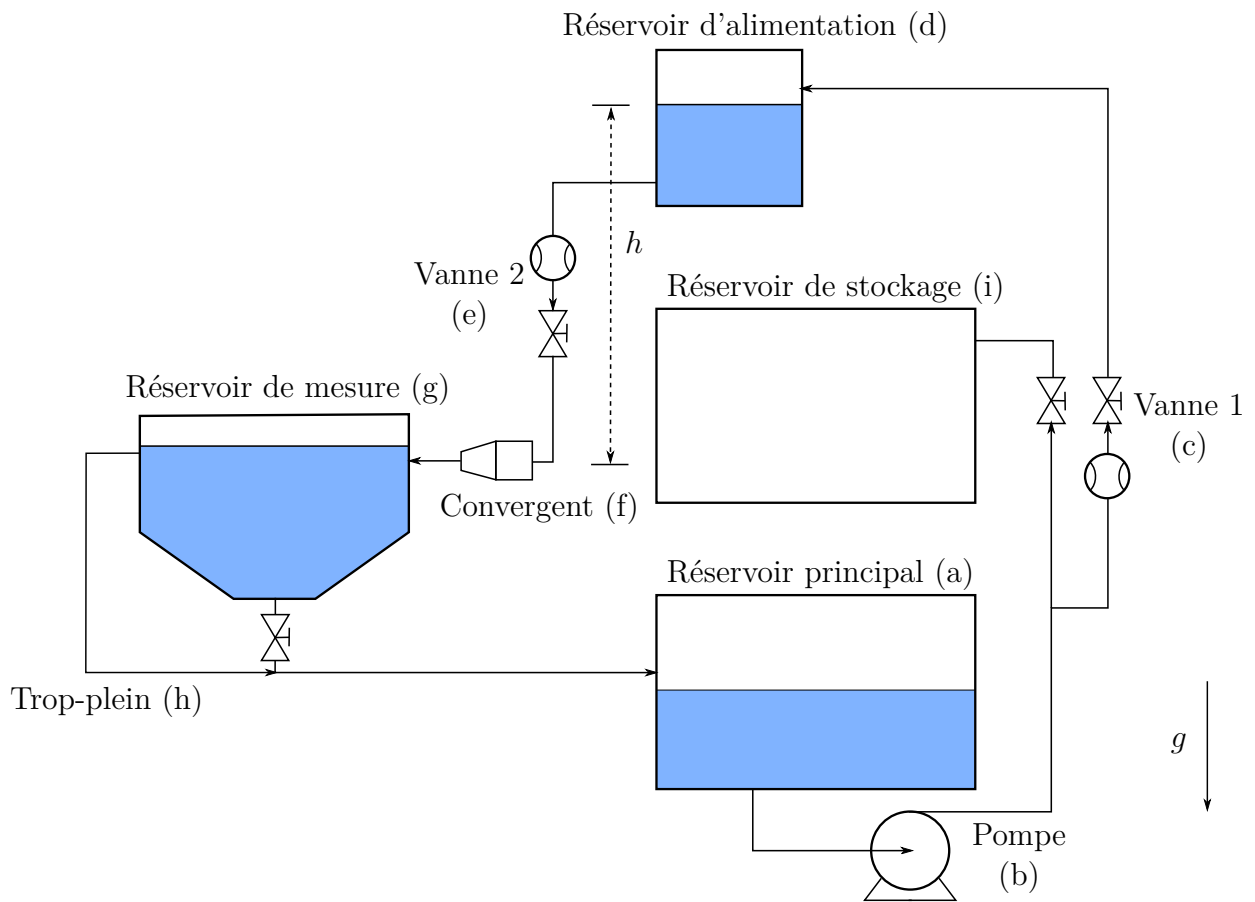 Réservoir d'alimentation (d)
h
Vanne 2
(e)
Réservoir de stockage (i)
Réservoir de mesure (g)
Vanne 1
(c)
Convergent (f)
Réservoir principal (a)
Trop-plein (h)
g
Pompe
(b)